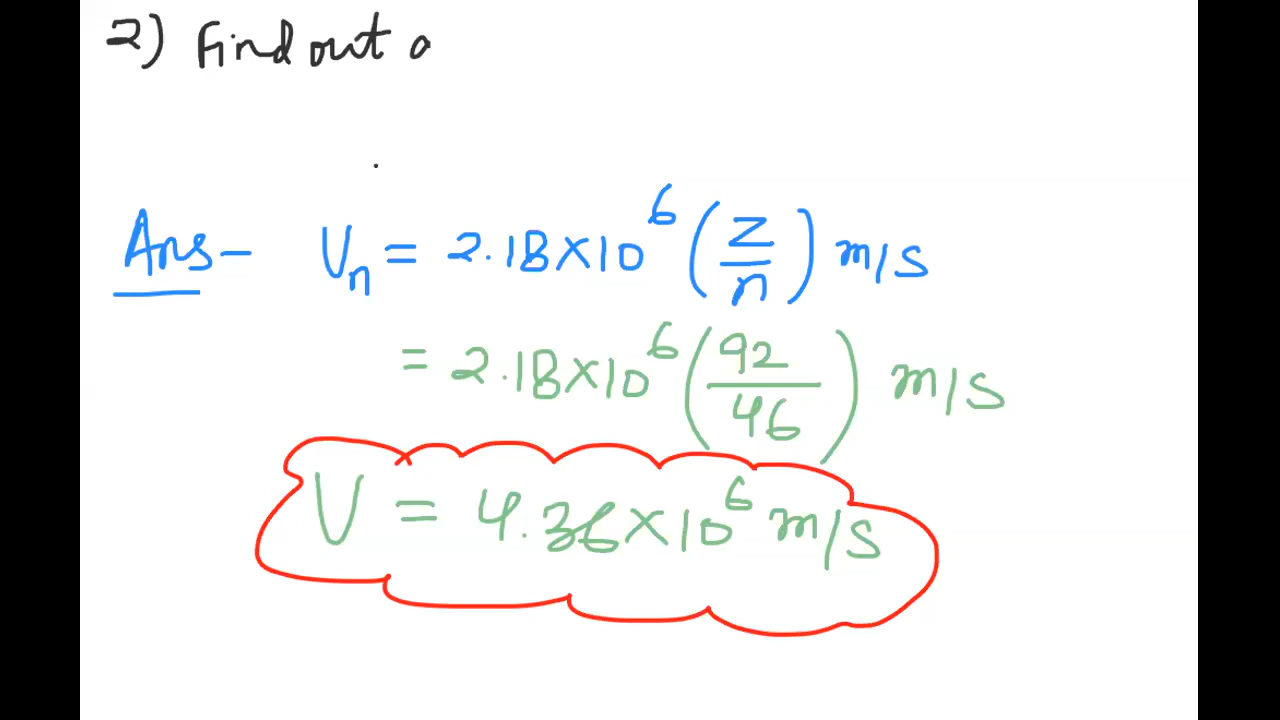 2) Find out a
Ans- Vn = 2.18×10^6 (Z/n) m/s
= 2.18×10^6 (92/46) m/s
V = 4.36×10^6 m/s